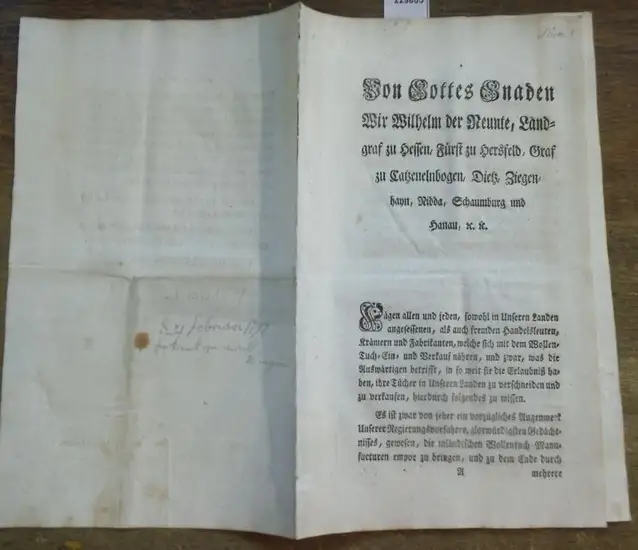 229605
Von Gottes Gnaden
Wir Wilhelm der Neunte, Land-
graf zu Hessen, Fürst zu Hersfeld, Graf
zu Catzenelnbogen, Dietz, Ziegen-
hayn, Nidda, Schaumburg und
Hanau, ꝛc. ꝛc.
Fügen allen und jeden, sowohl in Unseren Landen
angesessenen, als auch fremden Handelsleuten,
Krämern und Fabrikanten, welche sich mit dem Wollen-
Tuch-Ein- und Verkauf nähren, und zwar, was die
Auswärtigen betrifft, in so weit sie die Erlaubniß ha-
ben, ihre Tücher in Unseren Landen zu verschneiden und
zu verkaufen, hierdurch folgendes zu wissen.
Es ist zwar von jeher ein vorzügliches Augenmerk
Unserer Regierungsvorfahren, glorwürdigsten Gedächt-
nisses, gewesen, die inländischen Wollentuch-Manu-
facturen empor zu bringen, und zu dem Ende durch
A mehrere